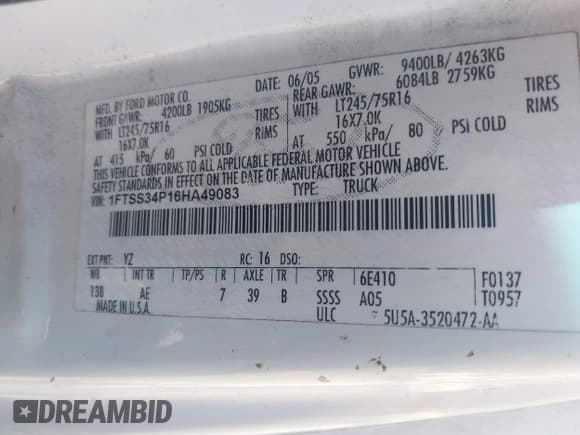 MFD. BY FORD MOTOR CO.
DATE: 06/05
GVWR: 9400LB/ 4263KG
FRONT GAWR: 4200LB 1905KG
REAR GAWR: 6084LB 2759KG
WITH LT245/75R16 TIRES
WITH LT245/75R16 TIRES
16X7.0K RIMS
16X7.0K RIMS
AT 415 kPa/ 60 PSI COLD
AT 550 kPa/ 80 PSI COLD
THIS VEHICLE CONFORMS TO ALL APPLICABLE FEDERAL MOTOR VEHICLE
SAFETY STANDARDS IN EFFECT ON THE DATE OF MANUFACTURE SHOWN ABOVE.
VIN: 1FTSS34P16HA49083
TYPE: TRUCK
EXT PNT: YZ RC: 16 DSO:
WB INT TR TP/PS R AXLE TR SPR 6E410 F0137
138 AE 7 39 B SSSS A05 T0957
MADE IN U.S.A. ULC 5U5A-3520472-AA
DREAMBID